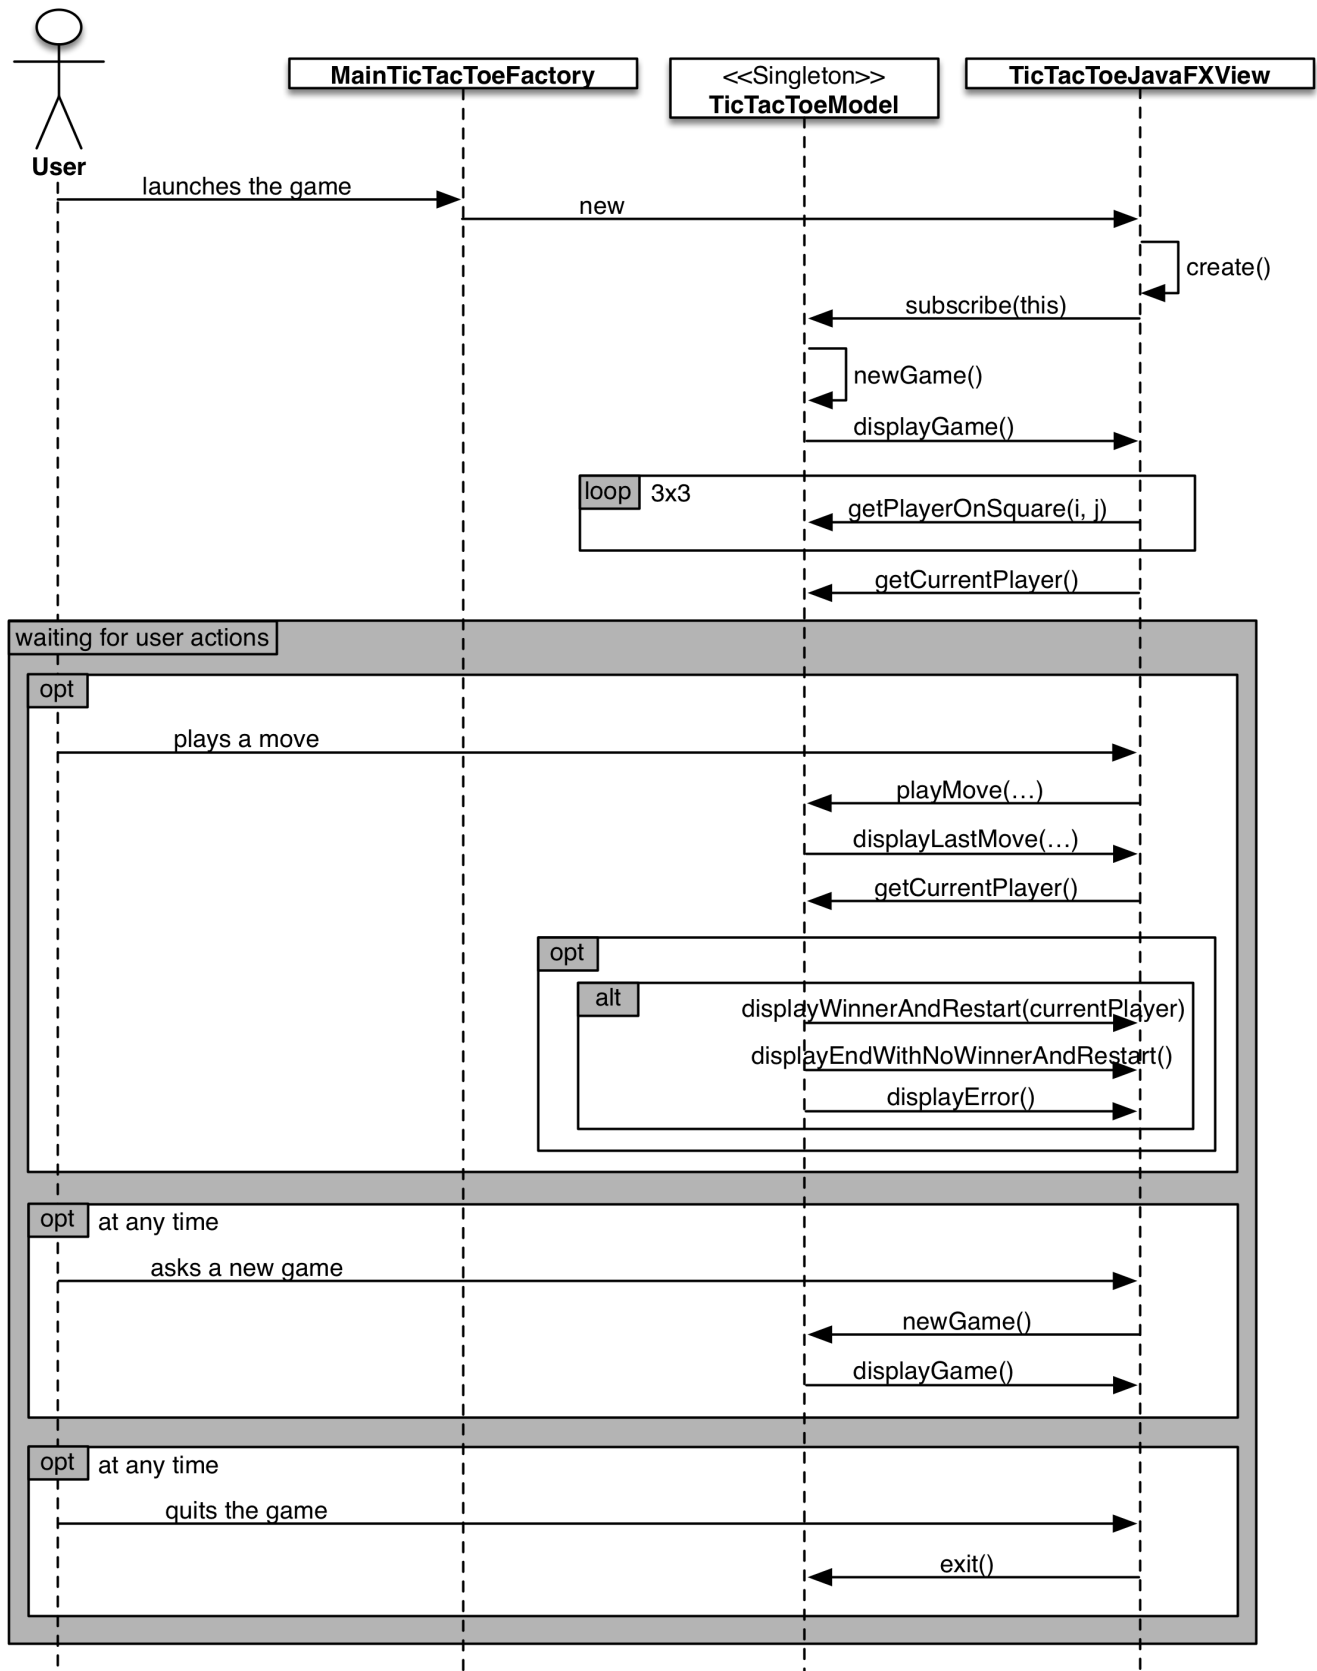 MainTicTacToeFactory
<<Singleton>>
TicTacToeModel
TicTacToeJavaFXView
User
launches the game
new
create()
subscribe(this)
newGame()
displayGame()
loop 3x3
getPlayerOnSquare(i, j)
getCurrentPlayer()
waiting for user actions
opt
plays a move
playMove(…)
displayLastMove(…)
getCurrentPlayer()
opt
alt
displayWinnerAndRestart(currentPlayer)
displayEndWithNoWinnerAndRestart()
displayError()
opt at any time
asks a new game
newGame()
displayGame()
opt at any time
quits the game
exit()